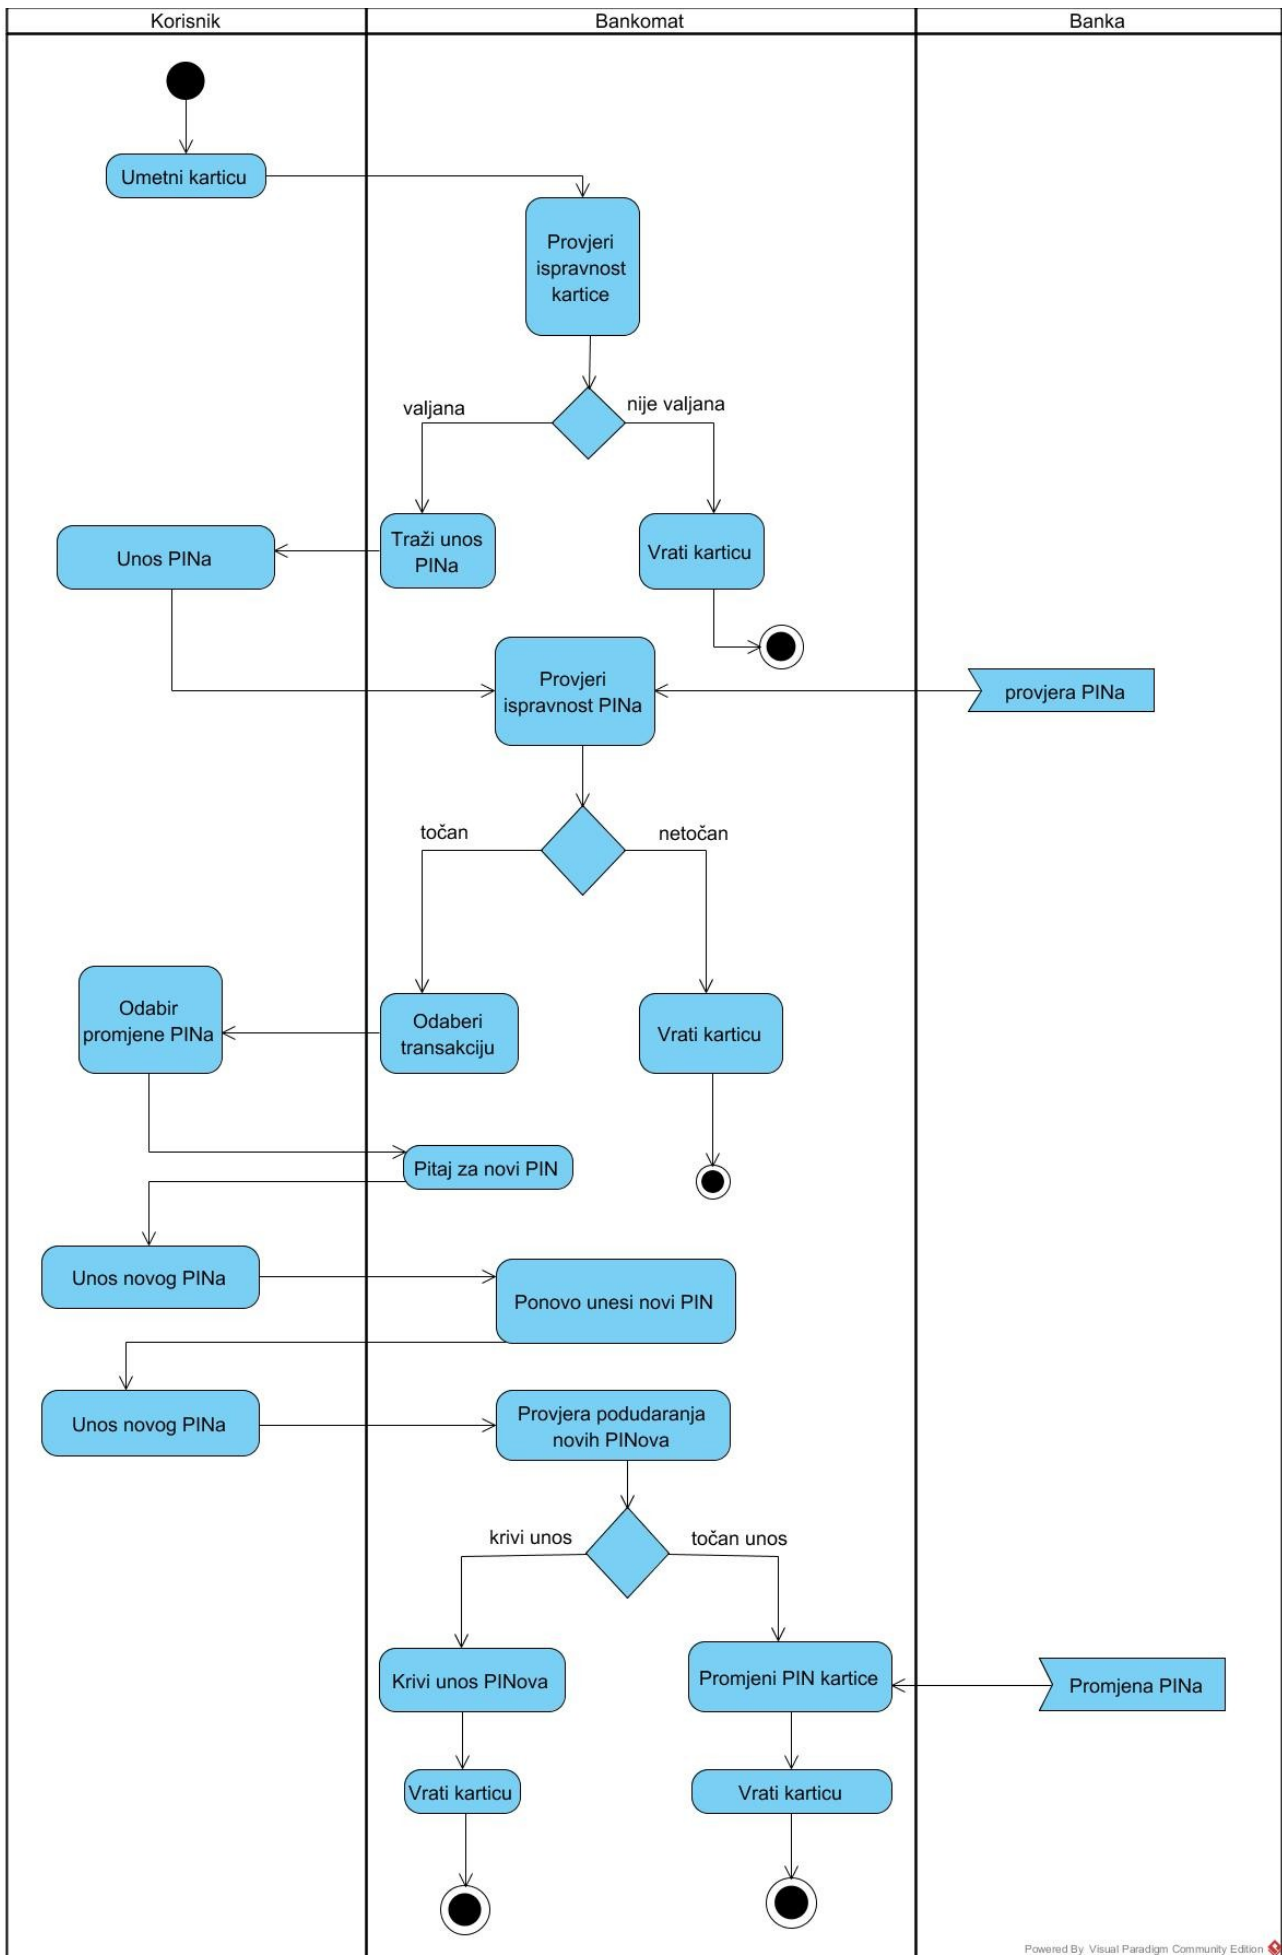 Korisnik
Bankomat
Banka
Umetni karticu
Provjeri
ispravnost
kartice
valjana
nije valjana
Unos PINa
Traži unos
PINa
Vrati karticu
Provjeri
ispravnost PINa
provjera PINa
točan
netočan
Odabir
promjene PINa
Odaberi
transakciju
Vrati karticu
Pitaj za novi PIN
Unos novog PINa
Ponovo unesi novi PIN
Unos novog PINa
Provjera podudaranja
novih PINova
krivi unos
točan unos
Krivi unos PINova
Promjeni PIN kartice
Promjena PINa
Vrati karticu
Vrati karticu
Powered By Visual Paradigm Community Edition